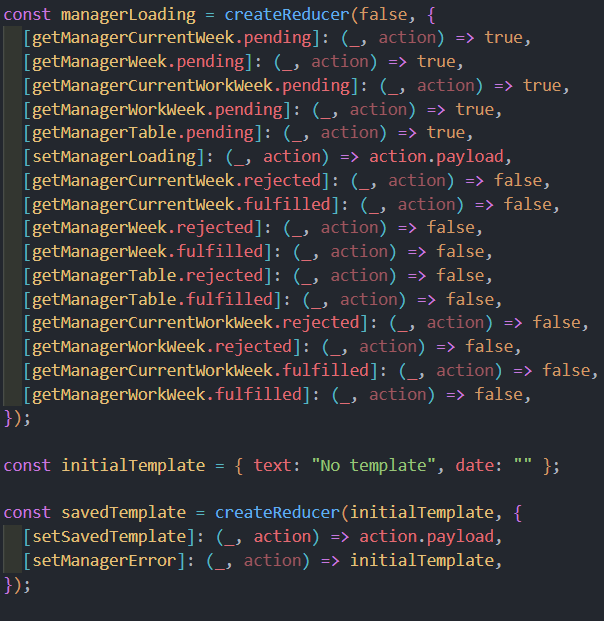 const managerLoading = createReducer(false, {
  [getManagerCurrentWeek.pending]: (_, action) => true,
  [getManagerWeek.pending]: (_, action) => true,
  [getManagerCurrentWorkWeek.pending]: (_, action) => true,
  [getManagerWorkWeek.pending]: (_, action) => true,
  [getManagerTable.pending]: (_, action) => true,
  [setManagerLoading]: (_, action) => action.payload,
  [getManagerCurrentWeek.rejected]: (_, action) => false,
  [getManagerCurrentWeek.fulfilled]: (_, action) => false,
  [getManagerWeek.rejected]: (_, action) => false,
  [getManagerWeek.fulfilled]: (_, action) => false,
  [getManagerTable.rejected]: (_, action) => false,
  [getManagerTable.fulfilled]: (_, action) => false,
  [getManagerCurrentWorkWeek.rejected]: (_, action) => false,
  [getManagerWorkWeek.rejected]: (_, action) => false,
  [getManagerCurrentWorkWeek.fulfilled]: (_, action) => false,
  [getManagerWorkWeek.fulfilled]: (_, action) => false,
});

const initialTemplate = { text: "No template", date: "" };

const savedTemplate = createReducer(initialTemplate, {
  [setSavedTemplate]: (_, action) => action.payload,
  [setManagerError]: (_, action) => initialTemplate,
});